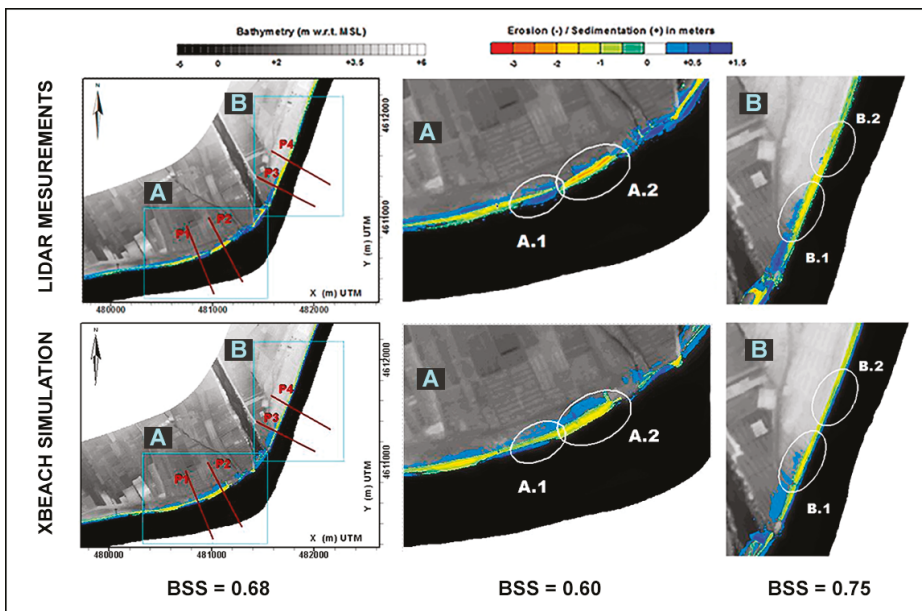 Bathymetry (m w.r.t. MSL)
-5 0 +2 +3.5 +5
Erosion (-) / Sedimentation (+) in meters
-3 -2 -1 0 +0.5 +1.5
LIDAR MESUREMENTS
N
B
A
P4
P3
P2
P1
4612000
4611000
Y (m) UTM
X (m) UTM
480000 481000 482000
A
A.2
A.1
B
B.2
B.1
XBEACH SIMULATION
N
B
A
P4
P3
P2
P1
4612000
4611000
Y (m) UTM
X (m) UTM
480000 481000 482000
A
A.2
A.1
B
B.2
B.1
BSS = 0.68 BSS = 0.60 BSS = 0.75